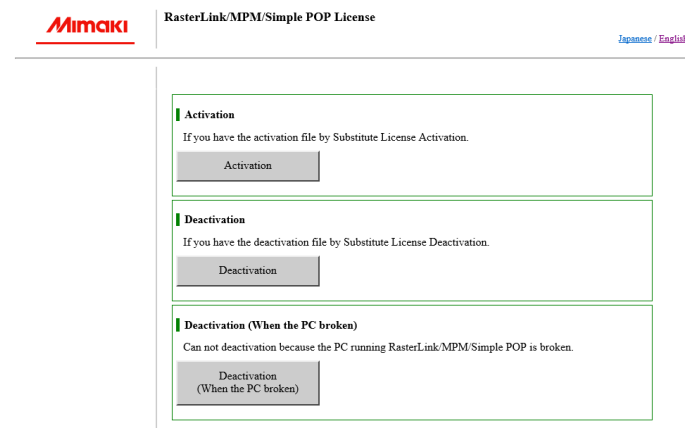 Mimaki
RasterLink/MPM/Simple POP License
Japanese / English
Activation
If you have the activation file by Substitute License Activation.
Activation
Deactivation
If you have the deactivation file by Substitute License Deactivation.
Deactivation
Deactivation (When the PC broken)
Can not deactivation because the PC running RasterLink/MPM/Simple POP is broken.
Deactivation
(When the PC broken)